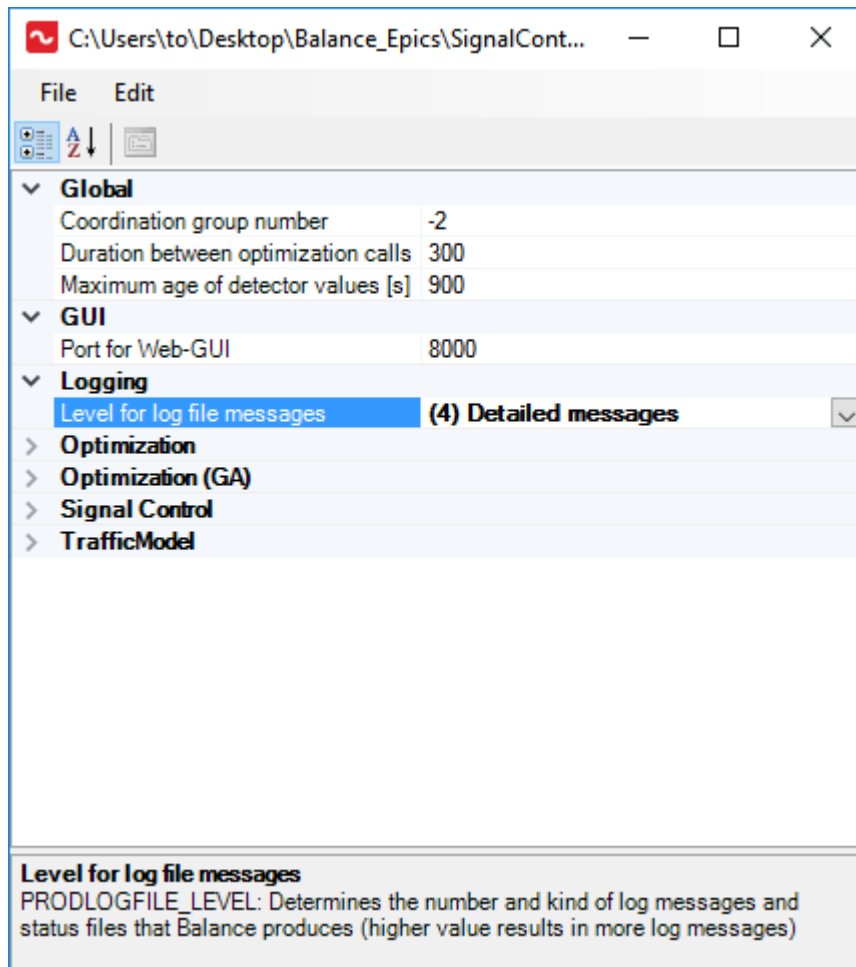 C:\Users\to\Desktop\Balance_Epics\SignalCont...
File Edit
Global
Coordination group number -2
Duration between optimization calls 300
Maximum age of detector values [s] 900
GUI
Port for Web-GUI 8000
Logging
Level for log file messages (4) Detailed messages
Optimization
Optimization (GA)
Signal Control
TrafficModel
Level for log file messages
PRODLOGFILE_LEVEL: Determines the number and kind of log messages and
status files that Balance produces (higher value results in more log messages)